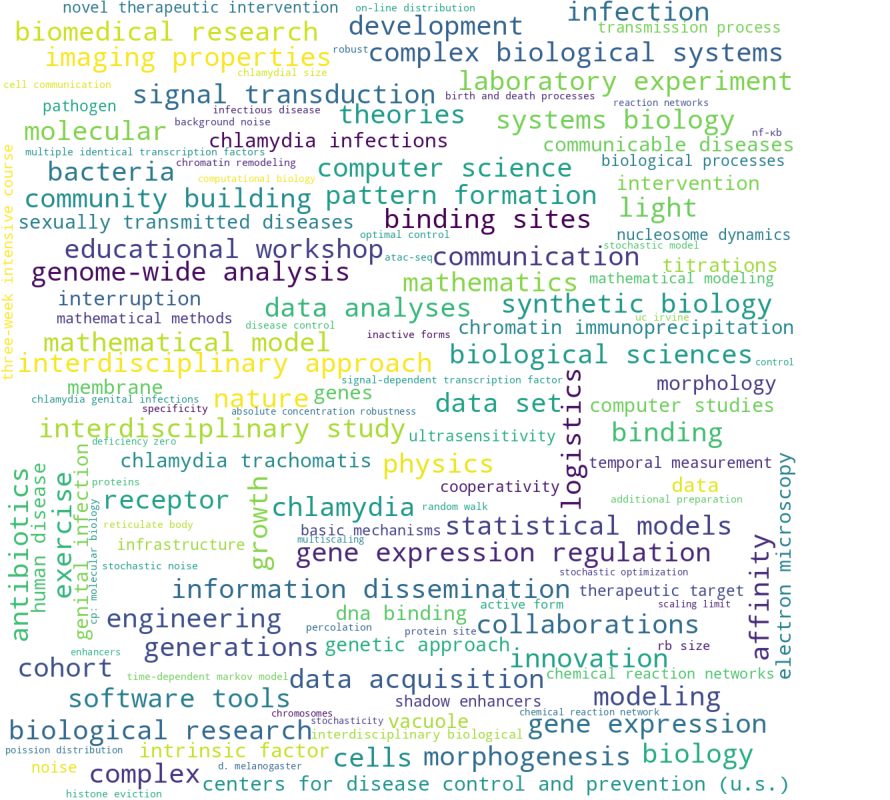 novel therapeutic intervention
on-line distribution
infection
biomedical research
development
transmission process
imaging properties
robust
complex biological systems
chlamydial size
cell communication
laboratory experiment
signal transduction
birth and death processes
pathogen
infectious disease
theories
reaction networks
molecular
background noise
systems biology
nf-κb
chlamydia infections
communicable diseases
multiple identical transcription factors
chromatin remodeling
computer science
biological processes
bacteria
computational biology
intervention
community building
pattern formation
light
three-week intensive course
sexually transmitted diseases
binding sites
optimal control
nucleosome dynamics
educational workshop
atac-seq
communication
stochastic model
genome-wide analysis
titrations
mathematics
mathematical modeling
interruption
data analyses
synthetic biology
mathematical methods
disease control
uc irvine
chromatin immunoprecipitation
mathematical model
inactive forms
interdisciplinary approach
biological sciences
control
membrane
signal-dependent transcription factor
morphology
chlamydia genital infections
nature
genes
specificity
absolute concentration robustness
data set
logistics
computer studies
interdisciplinary study
deficiency zero
ultrasensitivity
binding
chlamydia trachomatis
physics
temporal measurement
antibiotics
human disease
exercise
genital infection
cp: molecular biology
proteins
receptor
growth
cooperativity
data
additional preparation
chlamydia
random walk
electron microscopy
reticulate body
basic mechanisms
statistical models
infrastructure
multiscaling
gene expression regulation
affinity
stochastic noise
stochastic optimization
information dissemination
therapeutic target
active form
scaling limit
engineering
dna binding
percolation
protein site
collaborations
generations
genetic approach
rb size
enhancers
innovation
cohort
time-dependent markov model
data acquisition
chemical reaction networks
software tools
shadow enhancers
modeling
chromosomes
chemical reaction network
biological research
stochasticity
vacuole
gene expression
interdisciplinary biological
poission distribution
intrinsic factor
cells
morphogenesis
biology
noise
complex
d. melanogaster
centers for disease control and prevention (u.s.)
histone eviction